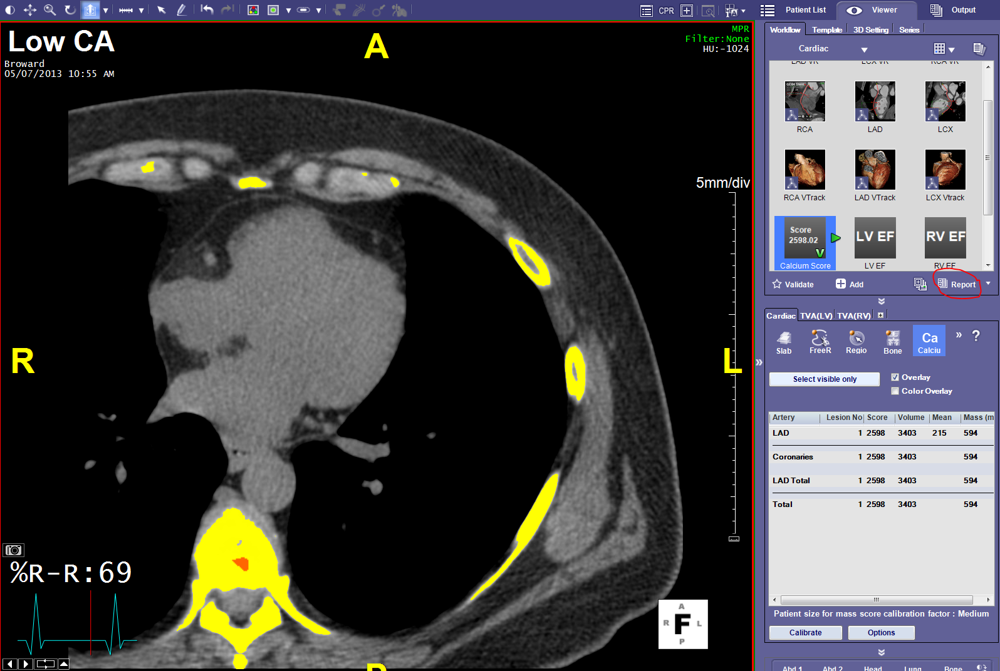 CPR
Patient List
Viewer
Output
Low CA
A
MPR
Filter:None
HU:-1024
Broward
05/07/2013 10:55 AM
5mm/div
R
L
%R-R:69
A
R F L
P
Workflow Template 3D Setting Series
Cardiac
LAD VR LCX VR RCA VR
RCA LAD LCX
RCA VTrack LAD VTrack LCX Vtrack
Score
2598.02
V
LV EF
RV EF
Calcium Score LV EF RV EF
Validate Add Report
Cardiac TVA(LV) TVA(RV)
Slab FreeR Regio Bone
Ca
Calciu
?
Select visible only
Overlay
Color Overlay
Artery Lesion No Score Volume Mean Mass (m
LAD 1 2598 3403 215 594
Coronaries 1 2598 3403 594
LAD Total 1 2598 3403 594
Total 1 2598 3403 594
Patient size for mass score calibration factor : Medium
Calibrate Options
Abd 1 Abd 2 Head Lung Bone